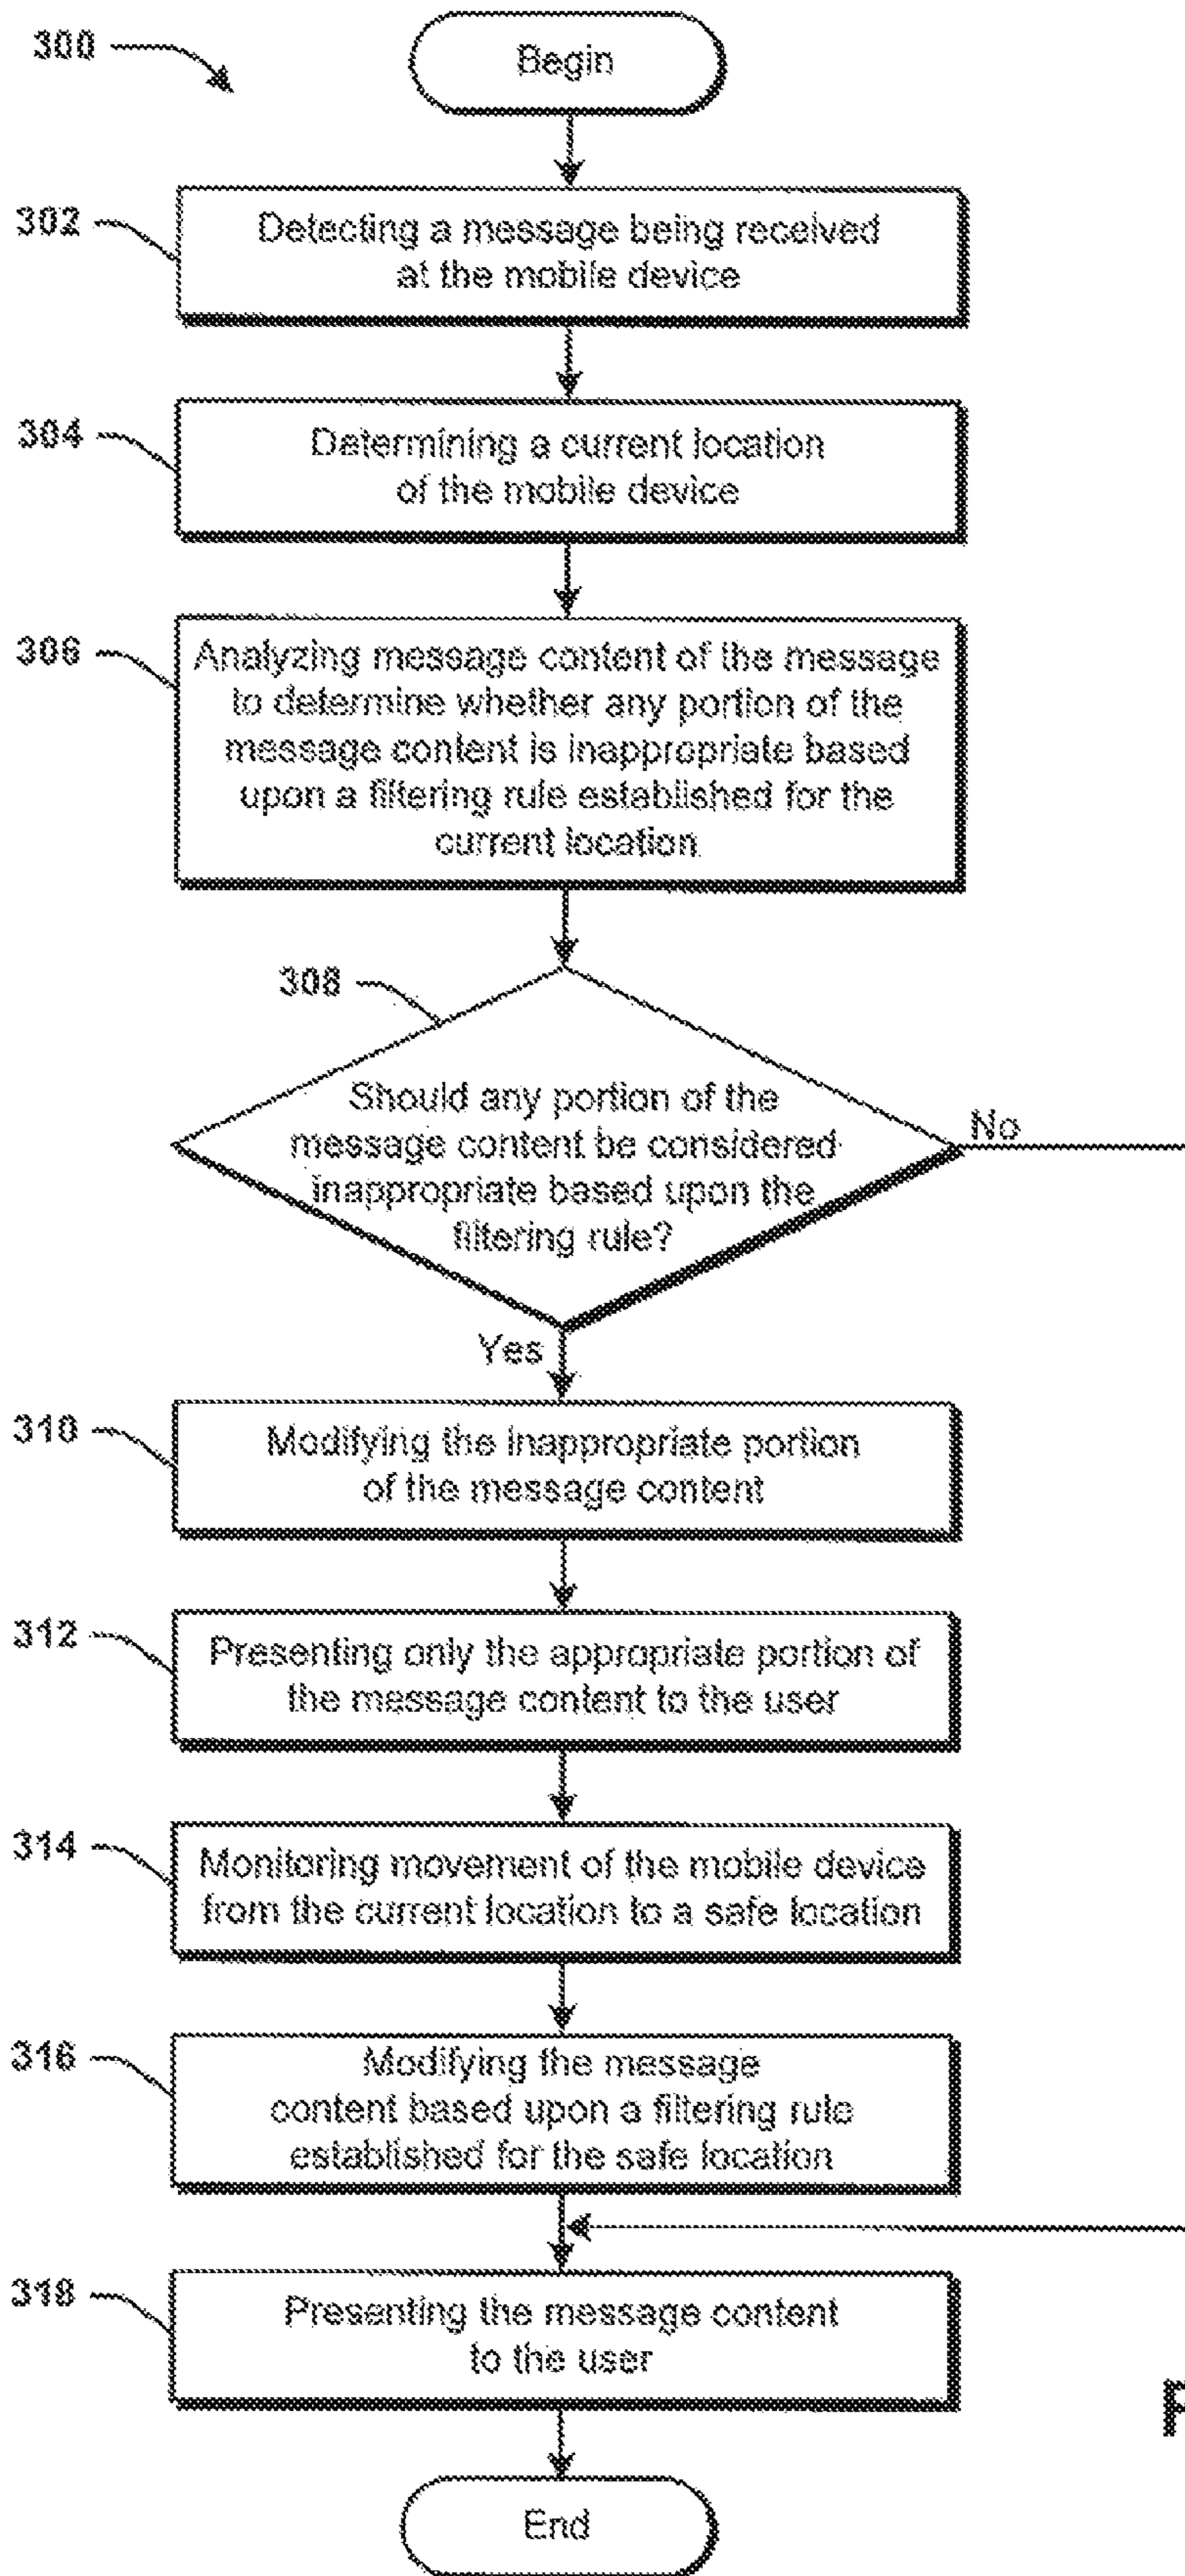 300
Begin
302
Detecting a message being received
at the mobile device
304
Determining a current location
of the mobile device
306
Analyzing message content of the message
to determine whether any portion of the
message content is inappropriate based
upon a filtering rule established for the
current location
308
Should any portion of the
message content be considered
inappropriate based upon the
filtering rule?
No
Yes
310
Modifying the inappropriate portion
of the message content
312
Presenting only the appropriate portion of
the message content to the user
314
Monitoring movement of the mobile device
from the current location to a safe location
316
Modifying the message
content based upon a filtering rule
established for the safe location
318
Presenting the message content
to the user
End